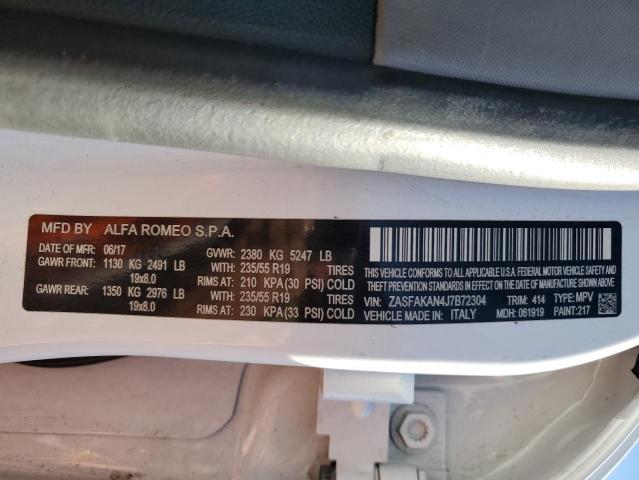 MFD BY ALFA ROMEO S.P.A.
DATE OF MFR: 06/17 GVWR: 2380 KG 5247 LB
GAWR FRONT: 1130 KG 2491 LB WITH 235/55 R19 TIRES
19x8.0 RIMS AT: 210 KPA(30 PSI) COLD
GAWR REAR: 1350 KG 2976 LB WITH 235/55 R19 TIRES
19x8.0 RIMS AT: 230 KPA (33 PSI) COLD
THIS VEHICLE CONFORMS TO ALL APPLICABLE U.S.A. FEDERAL MOTOR VEHICLE SAFETY, BUMPER AND
THEFT PREVENTION STANDARDS IN EFFECT ON THE
DATE OF MANUFACTURE SHOWN ABOVE
VIN: ZASFAKAN4J7B72304 TRIM: 414 TYPE: MPV
VEHICLE MADE IN: ITALY MDH: 061919 PAINT: 217